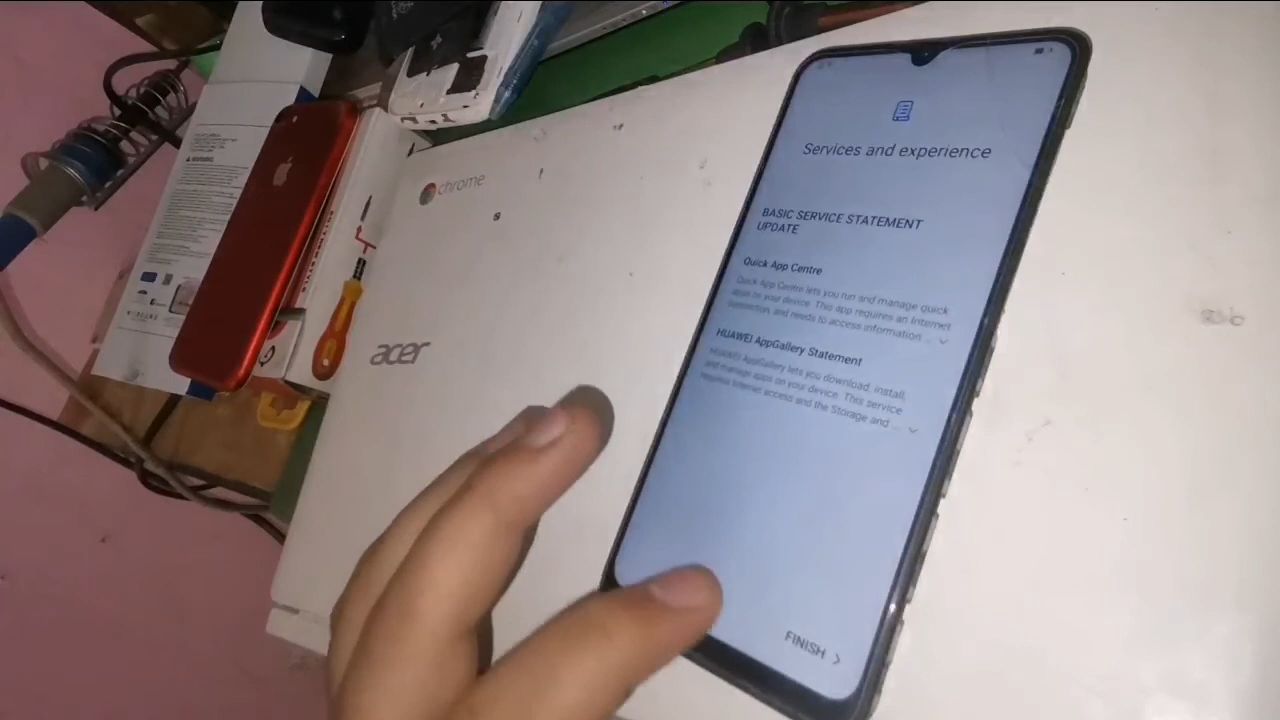 Services and experience
BASIC SERVICE STATEMENT
UPDATE
Quick App Centre
Quick App Centre lets you run and manage quick
apps on your device. This app requires an Internet
connection, and needs to access information ...
HUAWEI AppGallery Statement
HUAWEI AppGallery lets you download, install,
and manage apps on your device. This service
requires Internet access and the Storage and ...
FINISH
chrome
acer
WARNING